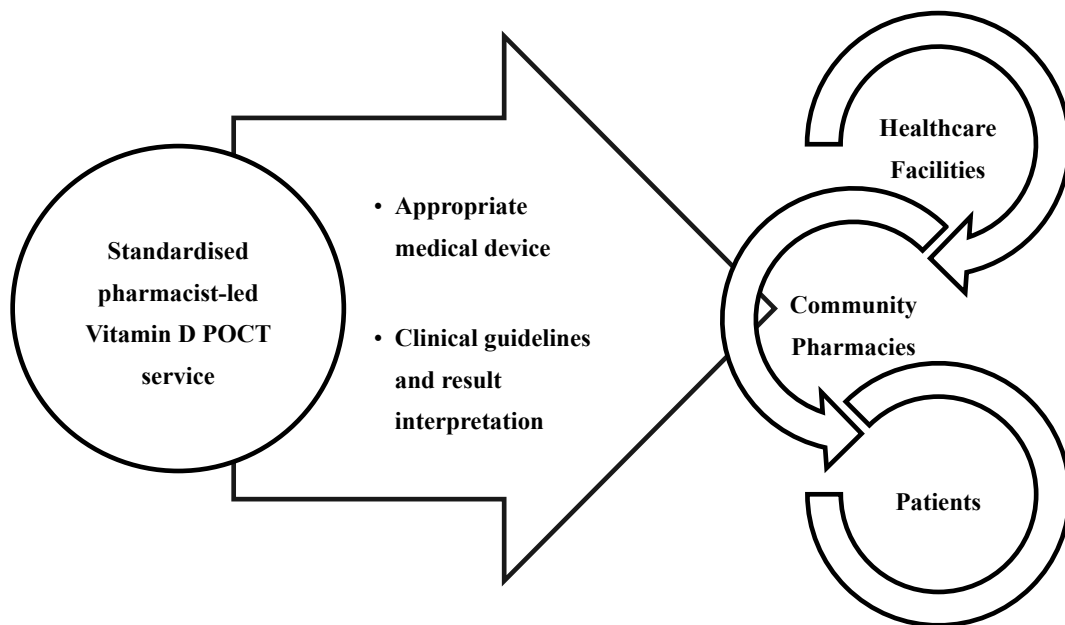 Standardised
pharmacist-led
Vitamin D POCT
service
• Appropriate
medical device
• Clinical guidelines
and result
interpretation
Healthcare
Facilities
Community
Pharmacies
Patients